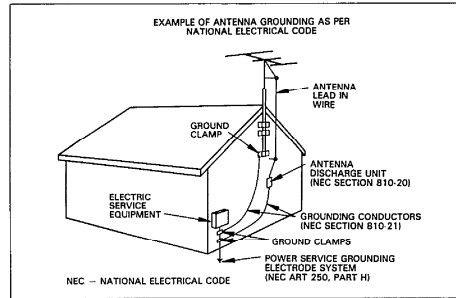 EXAMPLE OF ANTENNA GROUNDING AS PER
NATIONAL ELECTRICAL CODE
ANTENNA
LEAD IN
WIRE
GROUND
CLAMP
ANTENNA
DISCHARGE UNIT
(NEC SECTION 810-20)
ELECTRIC
SERVICE
EQUIPMENT
GROUNDING CONDUCTORS
(NEC SECTION 810-21)
GROUND CLAMPS
POWER SERVICE GROUNDING
ELECTRODE SYSTEM
(NEC ART 250, PART H)
NEC – NATIONAL ELECTRICAL CODE